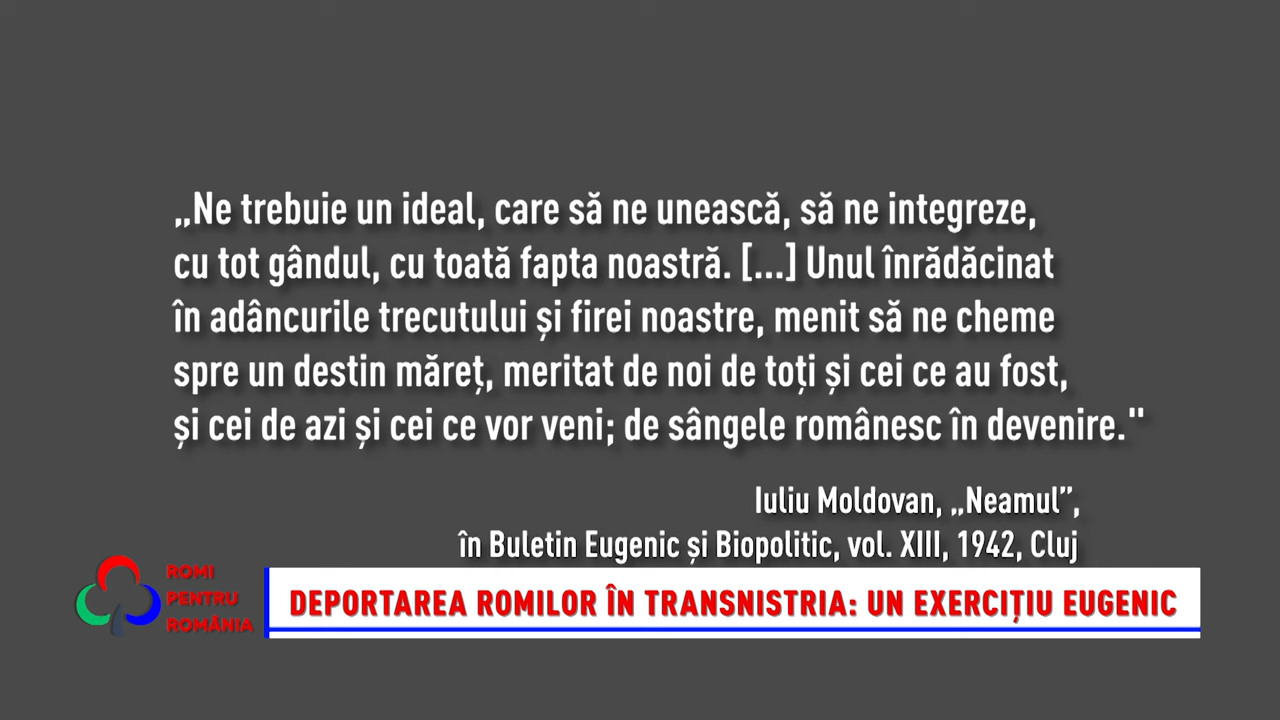 „Ne trebuie un ideal, care să ne unească, să ne integreze,
cu tot gândul, cu toată fapta noastră. [...] Unul înrădăcinat
în adâncurile trecutului și firei noastre, menit să ne cheme
spre un destin măreț, meritat de noi de toți și cei ce au fost,
și cei de azi și cei ce vor veni; de sângele românesc în devenire."
Iuliu Moldovan, „Neamul”,
în Buletin Eugenic și Biopolitic, vol. XIII, 1942, Cluj
ROMI
PENTRU
ROMÂNIA
DEPORTAREA ROMILOR ÎN TRANSNISTRIA: UN EXERCIȚIU EUGENIC